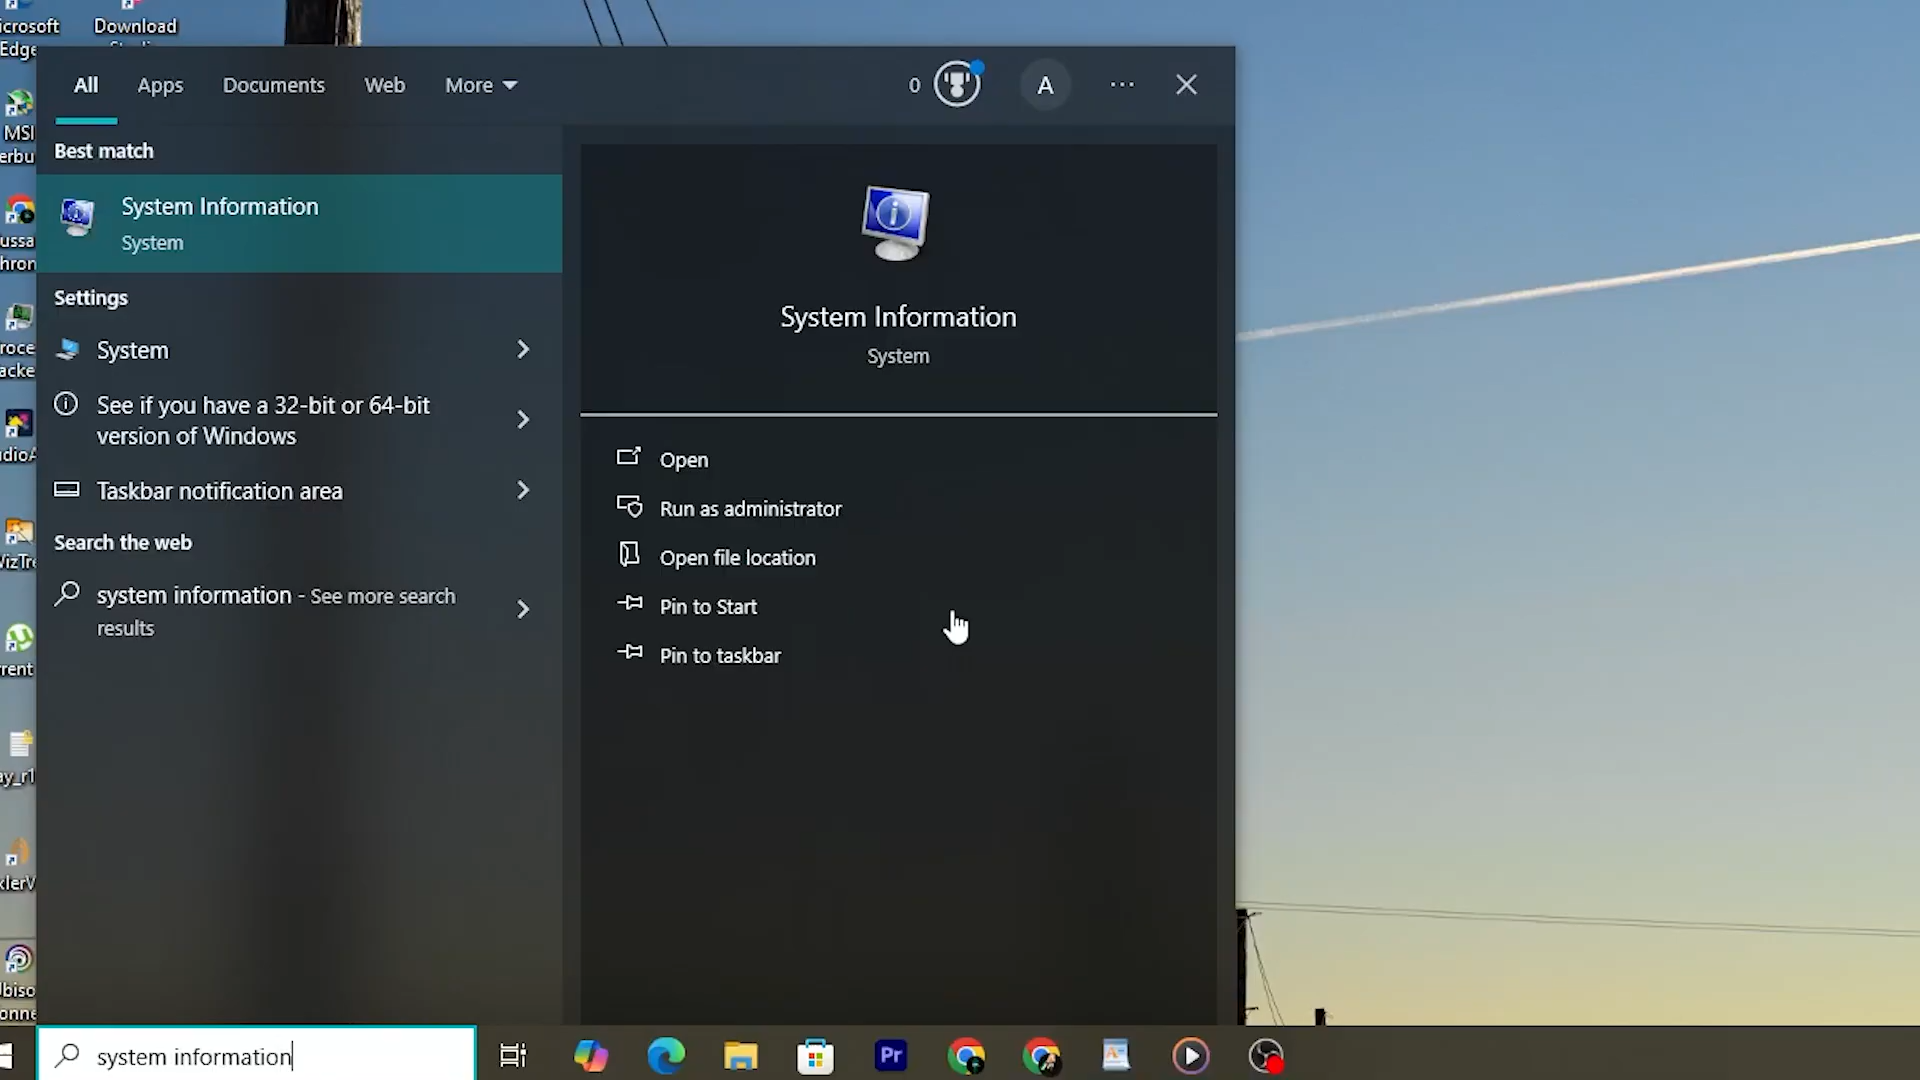 Download
Edge
All
Apps
Documents
Web
More
0
A
Best match
System Information
System
Settings
System
See if you have a 32-bit or 64-bit
version of Windows
Taskbar notification area
Search the web
system information - See more search
results
System Information
System
Open
Run as administrator
Open file location
Pin to Start
Pin to taskbar
MSI
system information
Pr